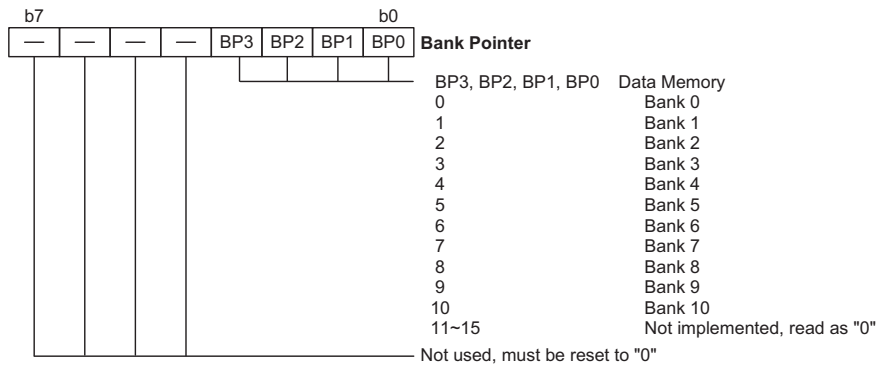 b7 b0
— — — — BP3 BP2 BP1 BP0 Bank Pointer
BP3, BP2, BP1, BP0 Data Memory
0 Bank 0
1 Bank 1
2 Bank 2
3 Bank 3
4 Bank 4
5 Bank 5
6 Bank 6
7 Bank 7
8 Bank 8
9 Bank 9
10 Bank 10
11~15 Not implemented, read as "0"
Not used, must be reset to "0"